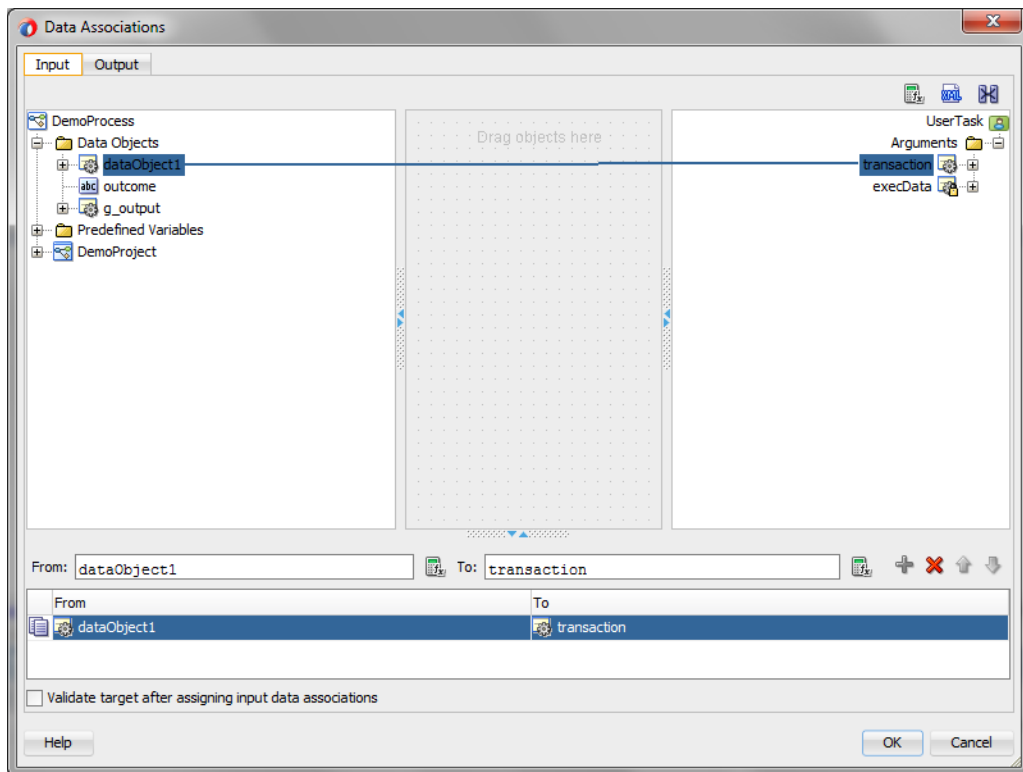 Data Associations
Input Output
DemoProcess
Data Objects
dataObject1
abc outcome
g_output
Predefined Variables
DemoProject
Drag objects here
UserTask
Arguments
transaction
execData
From: dataObject1 To: transaction
From To
dataObject1 transaction
Validate target after assigning input data associations
Help OK Cancel